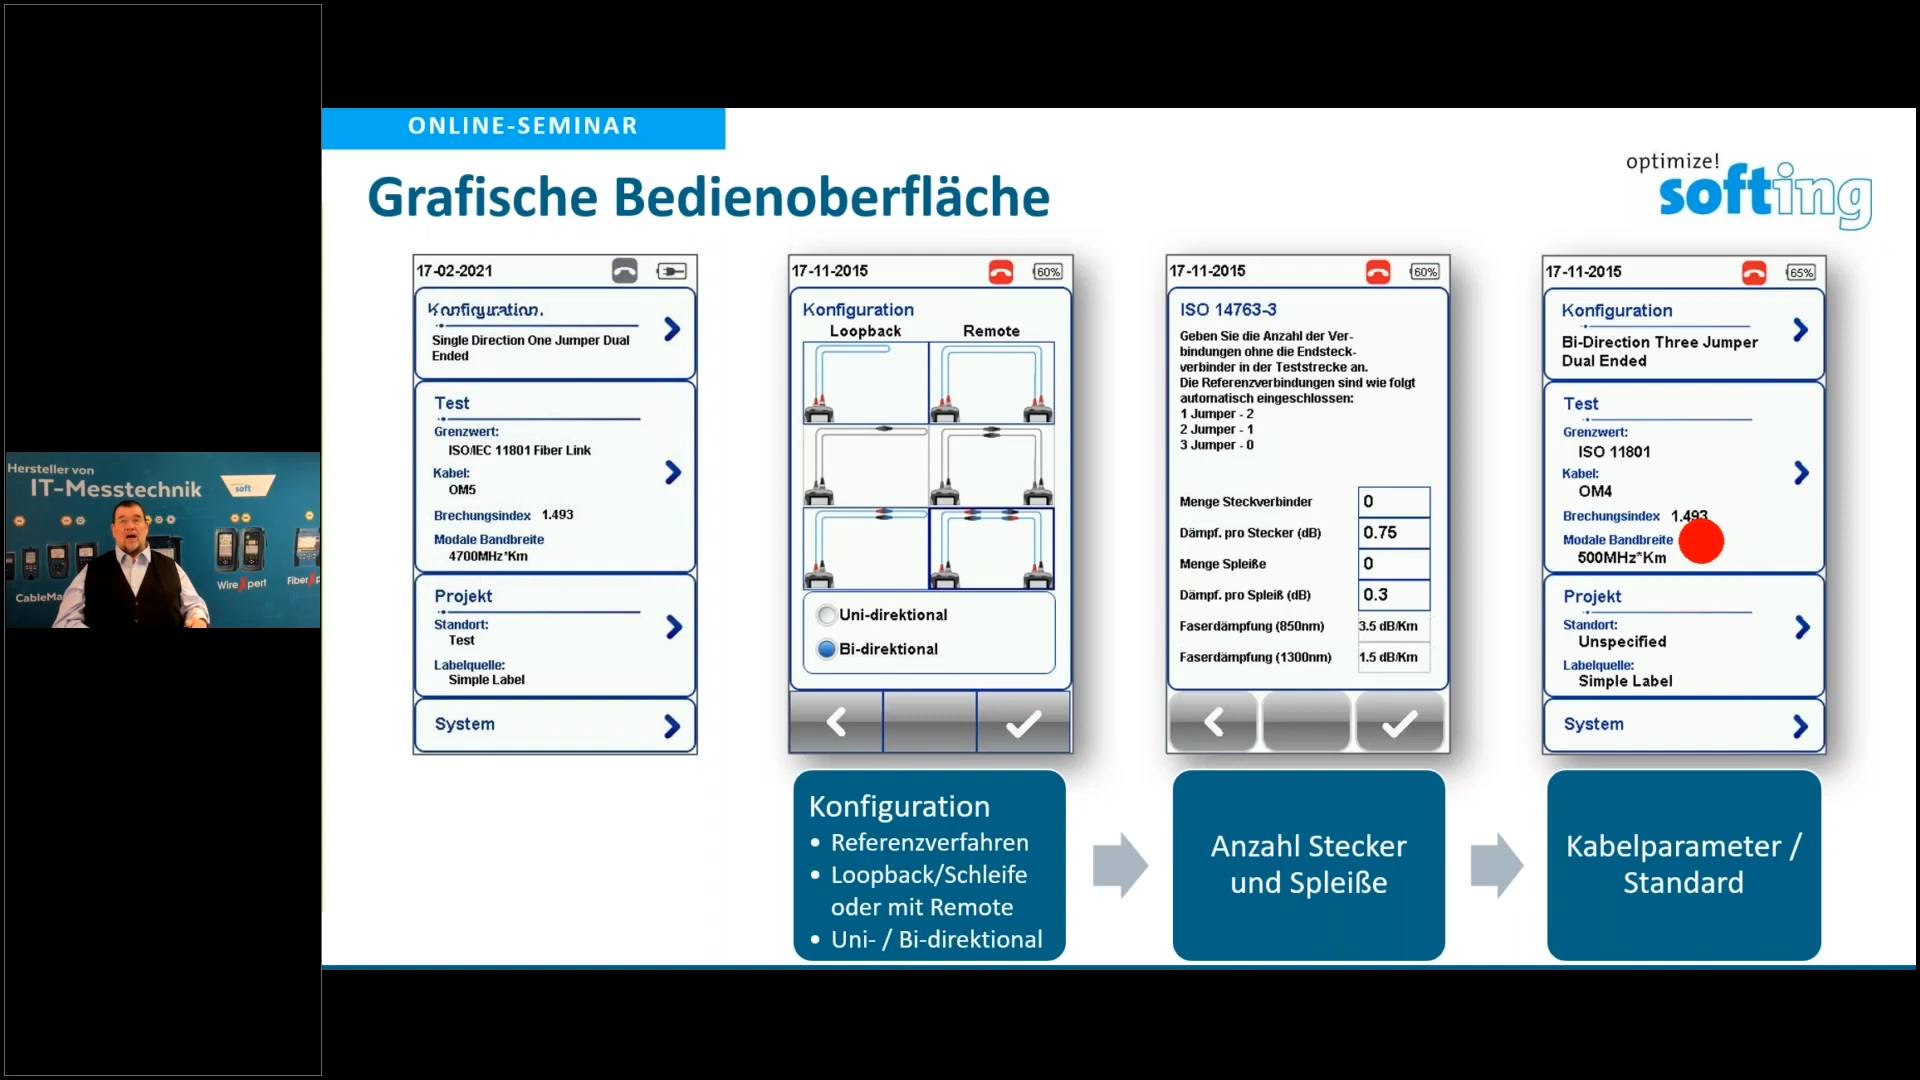 ONLINE-SEMINAR
Grafische Bedienoberfläche
optimize!
softing
Hersteller von
IT-Messtechnik
soft
WireXpert
17-02-2021
Konfiguration.
Single Direction One Jumper Dual
Ended
Test
Grenzwert:
ISO/IEC 11801 Fiber Link
Kabel:
OM5
Brechungsindex 1.493
Modale Bandbreite
4700MHz*Km
Projekt
Standort:
Test
Labelquelle:
Simple Label
System
17-11-2015
60%
Konfiguration
Loopback Remote
Uni-direktional
Bi-direktional
17-11-2015
60%
ISO 14763-3
Geben Sie die Anzahl der Ver-
bindungen ohne die Endsteck-
verbinder in der Teststrecke an.
Die Referenzverbindungen sind wie folgt
automatisch eingeschlossen:
1 Jumper - 2
2 Jumper - 1
3 Jumper - 0
Menge Steckverbinder 0
Dämpf. pro Stecker (dB) 0.75
Menge Spleiße 0
Dämpf. pro Spleiß (dB) 0.3
Faserdämpfung (850nm) 3.5 dB/Km
Faserdämpfung (1300nm) 1.5 dB/Km
17-11-2015
65%
Konfiguration
Bi-Direction Three Jumper
Dual Ended
Test
Grenzwert:
ISO 11801
Kabel:
OM4
Brechungsindex 1.493
Modale Bandbreite
500MHz*Km
Projekt
Standort:
Unspecified
Labelquelle:
Simple Label
System
Konfiguration
• Referenzverfahren
• Loopback/Schleife
oder mit Remote
• Uni- / Bi-direktional
Anzahl Stecker
und Spleiße
Kabelparameter /
Standard